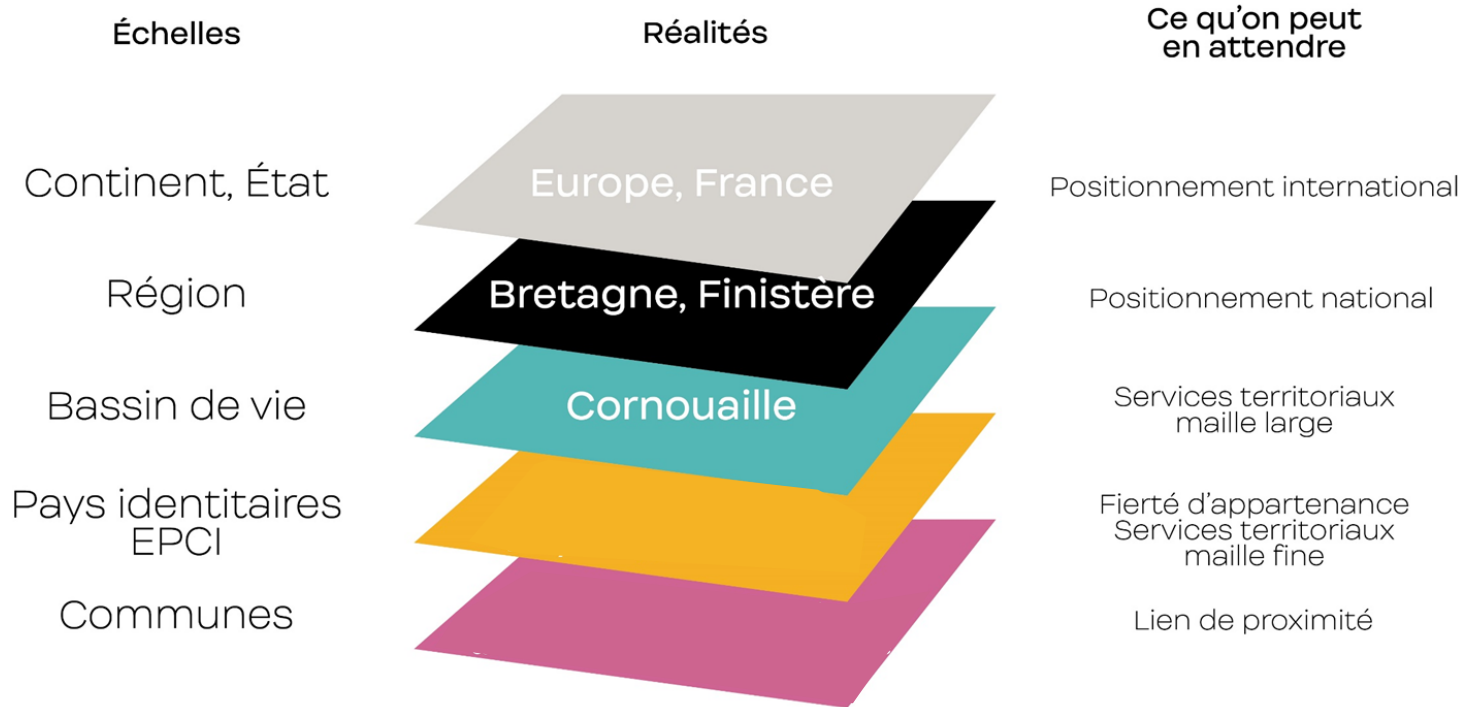 Échelles
Réalités
Ce qu'on peut
en attendre
Continent, État
Europe, France
Positionnement international
Région
Bretagne, Finistère
Positionnement national
Bassin de vie
Cornouaille
Services territoriaux
maille large
Pays identitaires
EPCI
Fierté d'appartenance
Services territoriaux
maille fine
Communes
Lien de proximité